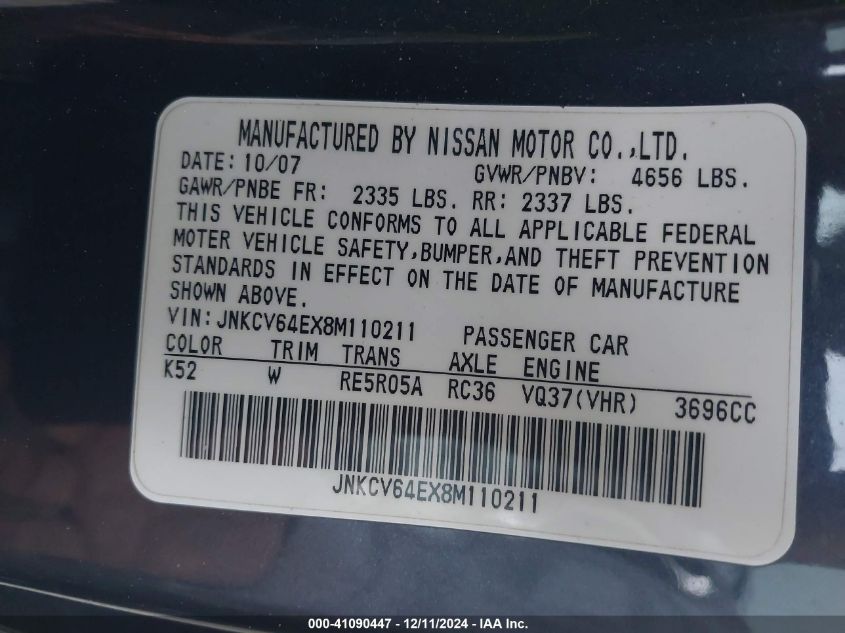 MANUFACTURED BY NISSAN MOTOR CO.,LTD.
DATE: 10/07 GVWR/PNBV: 4656 LBS.
GAWR/PNBE FR: 2335 LBS. RR: 2337 LBS.
THIS VEHICLE CONFORMS TO ALL APPLICABLE FEDERAL
MOTER VEHICLE SAFETY,BUMPER,AND THEFT PREVENTION
STANDARDS IN EFFECT ON THE DATE OF MANUFACTURE
SHOWN ABOVE.
VIN: JNKCV64EX8M110211 PASSENGER CAR
COLOR TRIM TRANS AXLE ENGINE
K52 W RE5R05A RC36 VQ37(VHR) 3696CC
JNKCV64EX8M110211
000-41090447 - 12/11/2024 - IAA Inc.